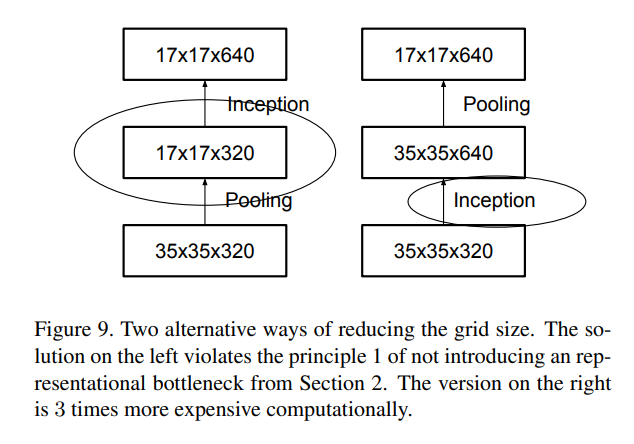 17x17x640
Inception
17x17x320
Pooling
35x35x320
17x17x640
Pooling
35x35x640
Inception
35x35x320
Figure 9. Two alternative ways of reducing the grid size. The so-
lution on the left violates the principle 1 of not introducing an rep-
resentational bottleneck from Section 2. The version on the right
is 3 times more expensive computationally.